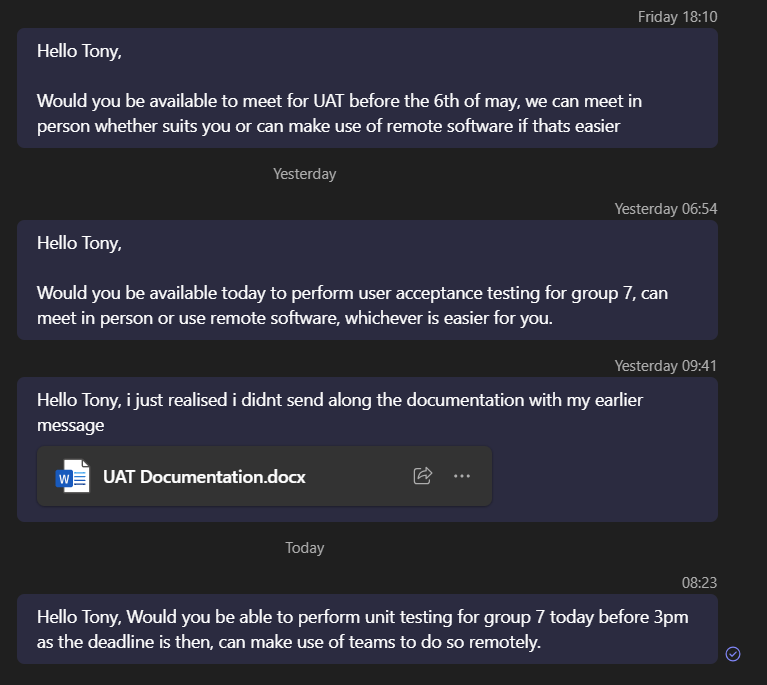 Friday 18:10
Hello Tony,
Would you be available to meet for UAT before the 6th of may, we can meet in
person whether suits you or can make use of remote software if thats easier
Yesterday
Yesterday 06:54
Hello Tony,
Would you be available today to perform user acceptance testing for group 7, can
meet in person or use remote software, whichever is easier for you.
Yesterday 09:41
Hello Tony, i just realised i didnt send along the documentation with my earlier
message
W
UAT Documentation.docx
Today
08:23
Hello Tony, Would you be able to perform unit testing for group 7 today before 3pm
as the deadline is then, can make use of teams to do so remotely.